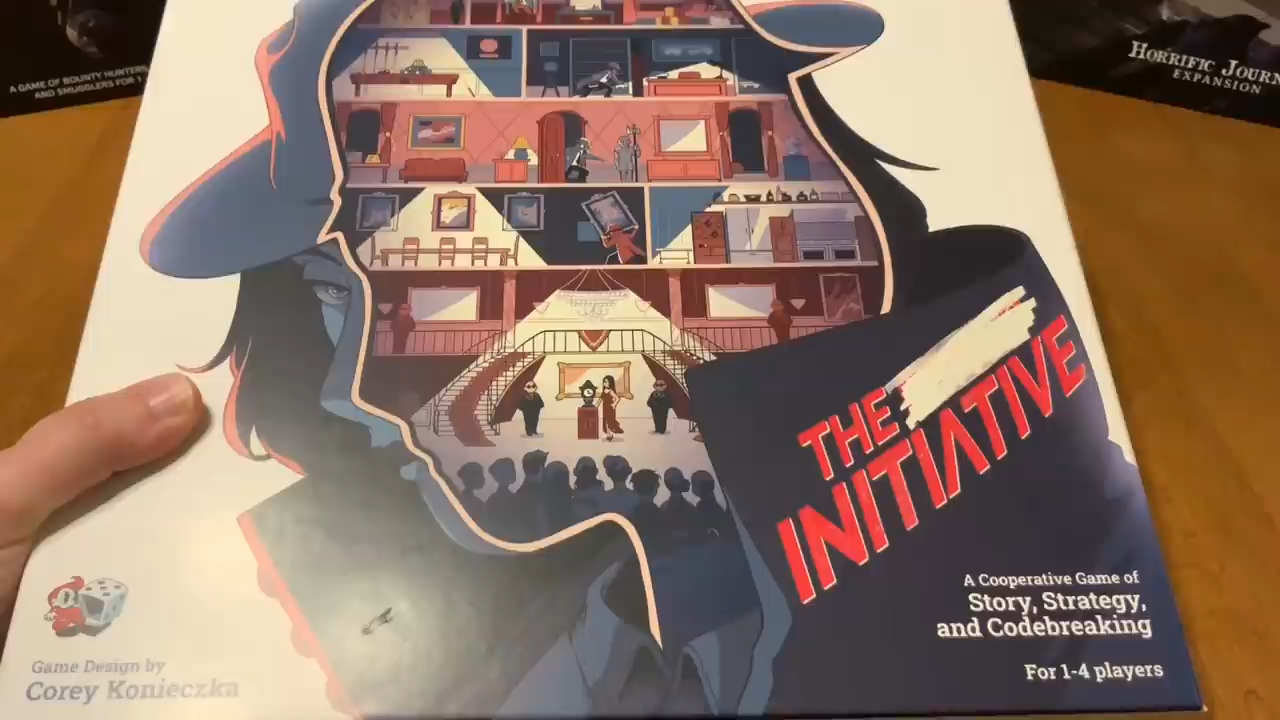 A GAME OF BOUNTY HUNTERS
AND SMUGGLERS FOR 1
HORRIFIC JOURN
EXPANSION
THE
INITIATIVE
A Cooperative Game of
Story, Strategy,
and Codebreaking
For 1-4 players
Game Design by
Corey Konieczka